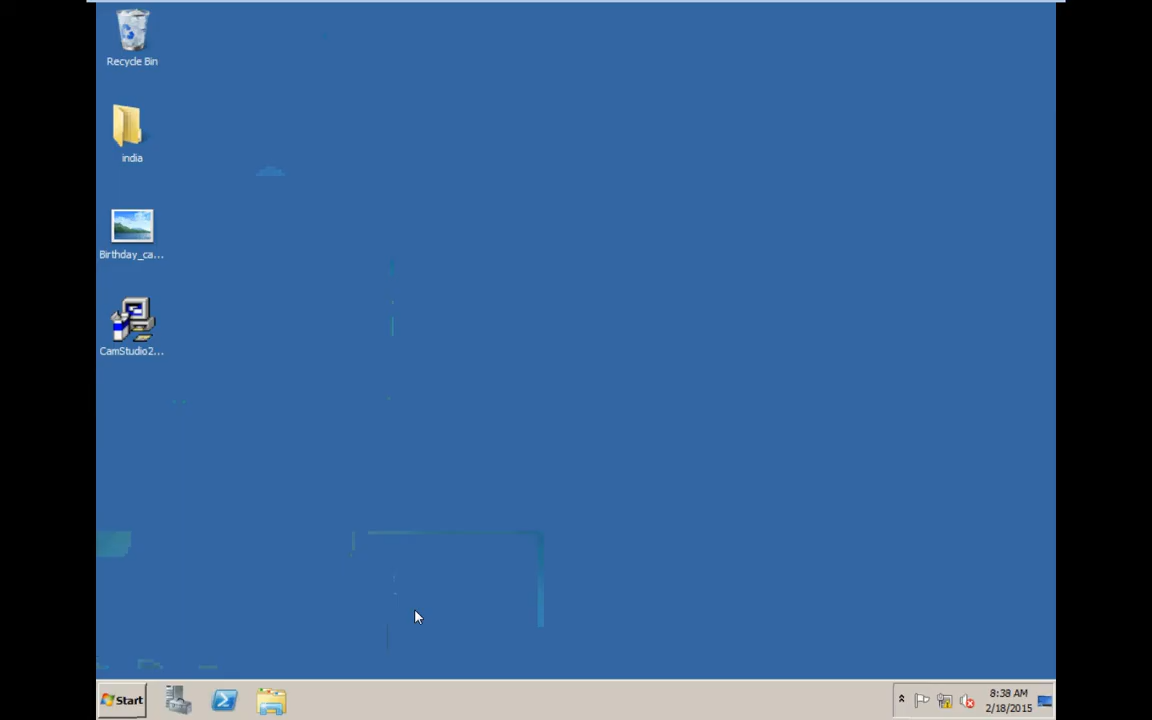 Recycle Bin
india
Birthday_ca...
CamStudio2...
Start
8:38 AM
2/18/2015